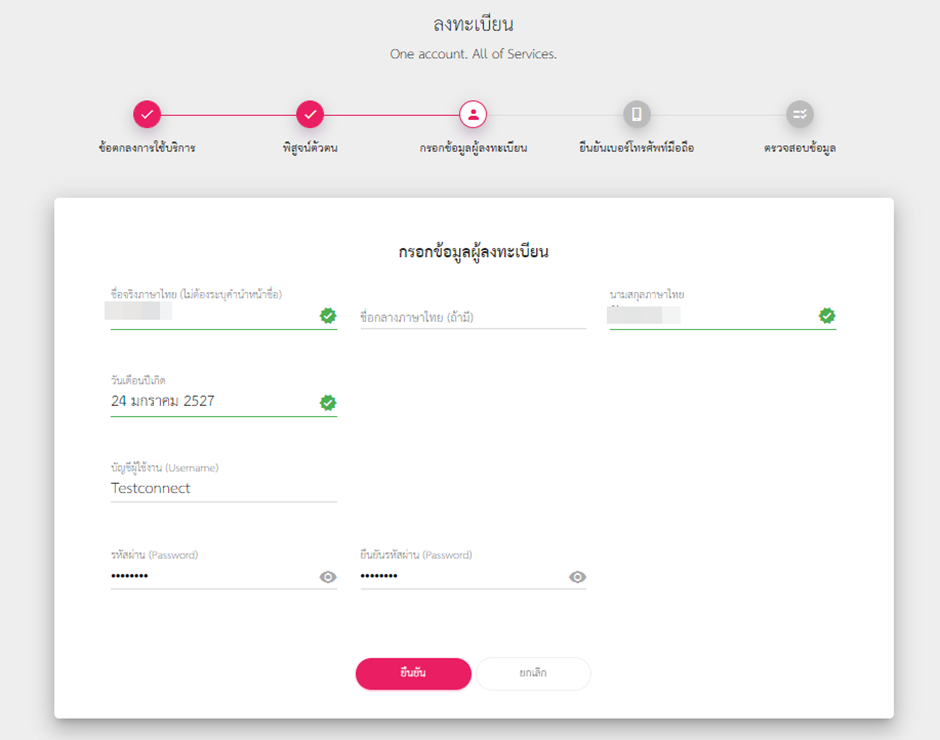 ลงทะเบียน
One account. All of Services.
ข้อตกลงการใช้บริการ
พิสูจน์ตัวตน
กรอกข้อมูลผู้ลงทะเบียน
ยืนยันเบอร์โทรศัพท์มือถือ
ตรวจสอบข้อมูล
กรอกข้อมูลผู้ลงทะเบียน
ชื่อจริงภาษาไทย (ไม่ต้องระบุคำนำหน้าชื่อ)
ชื่อกลางภาษาไทย (ถ้ามี)
นามสกุลภาษาไทย
วันเดือนปีเกิด
24 มกราคม 2527
บัญชีผู้ใช้งาน (Username)
Testconnect
รหัสผ่าน (Password)
ยืนยันรหัสผ่าน (Password)
••••••••
••••••••
ยืนยัน
ยกเลิก